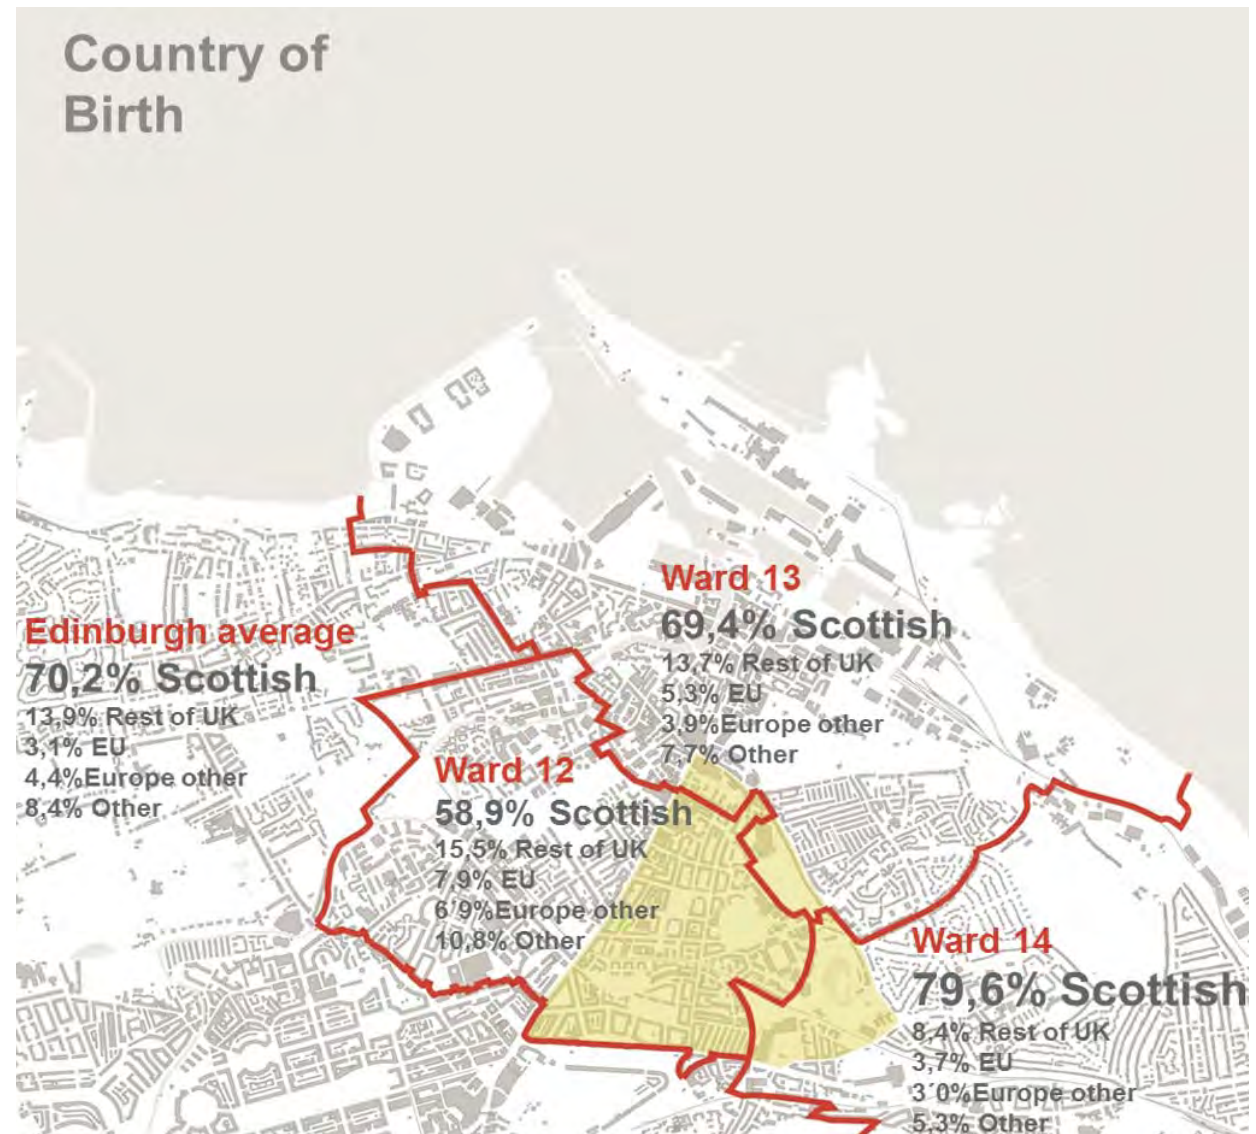 Country of
Birth
Edinburgh average
70,2% Scottish
13,9% Rest of UK
3,1% EU
4,4%Europe other
8,4% Other
Ward 13
69,4% Scottish
13,7% Rest of UK
5,3% EU
3,9%Europe other
7,7% Other
Ward 12
58,9% Scottish
15,5% Rest of UK
7,9% EU
6´9%Europe other
10,8% Other
Ward 14
79,6% Scottish
8,4% Rest of UK
3,7% EU
3´0%Europe other
5,3% Other